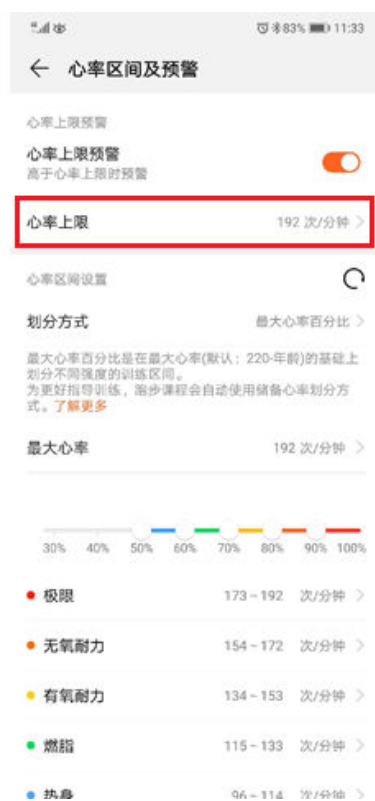 83% 11:33
心率区间及预警
心率上限预警
心率上限预警
高于心率上限时预警
心率上限 192 次/分钟
心率区间设置
划分方式 最大心率百分比
最大心率百分比是在最大心率(默认：220-年龄)的基础上
划分不同强度的训练区间。
为更好指导训练，跑步课程会自动使用储备心率划分方
式。了解更多
最大心率 192 次/分钟
30% 40% 50% 60% 70% 80% 90% 100%
极限 173~192 次/分钟
无氧耐力 154~172 次/分钟
有氧耐力 134~153 次/分钟
燃脂 115~133 次/分钟
热身 96~114 次/分钟